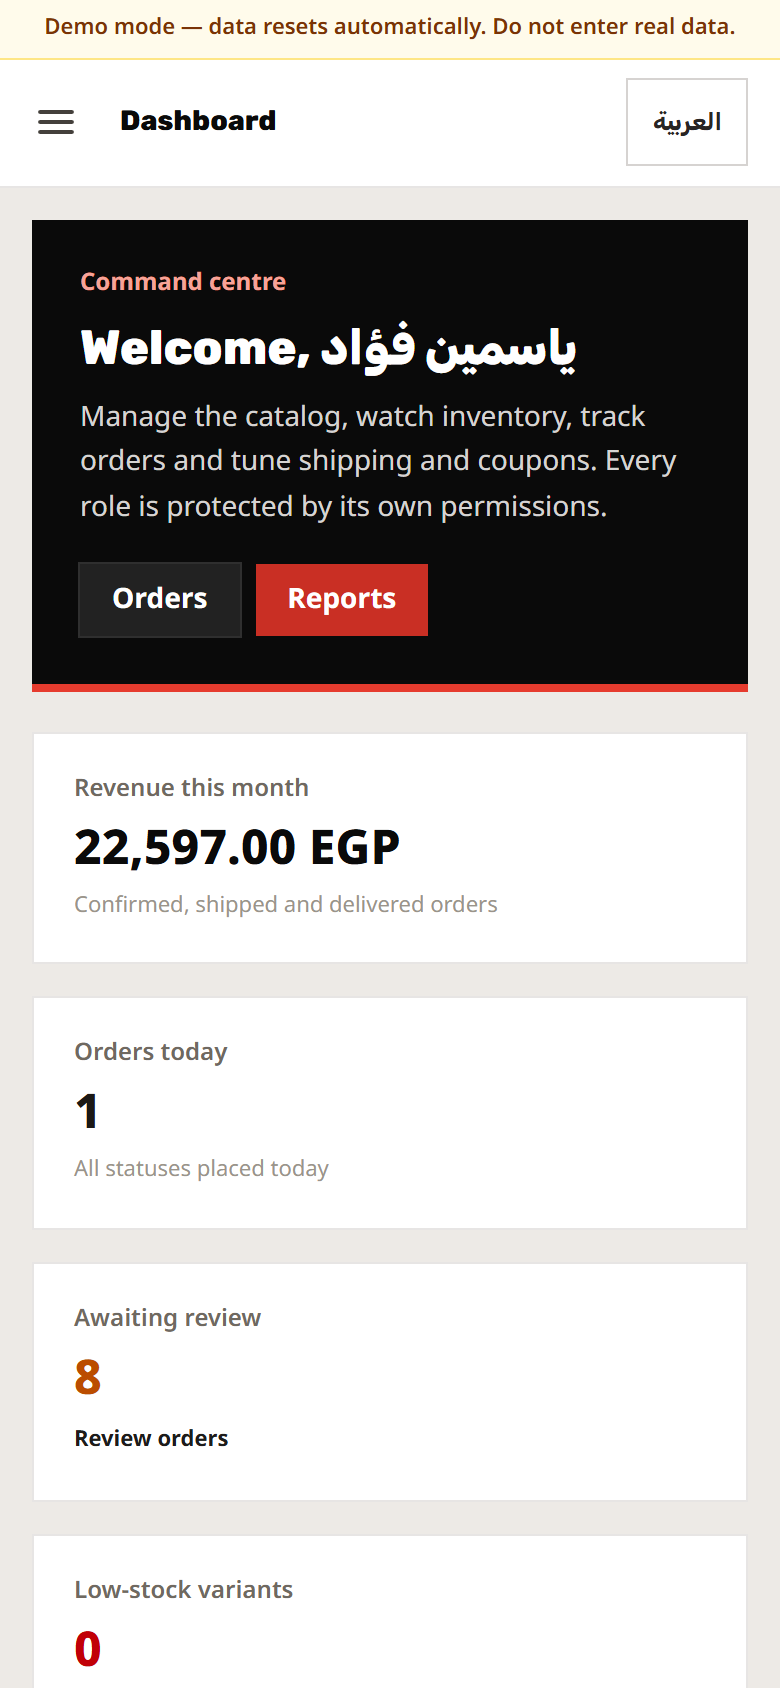 Demo mode — data resets automatically. Do not enter real data.
Dashboard
العربية
Command centre
Welcome, ياسمين فؤاد
Manage the catalog, watch inventory, track
orders and tune shipping and coupons. Every
role is protected by its own permissions.
Orders
Reports
Revenue this month
22,597.00 EGP
Confirmed, shipped and delivered orders
Orders today
1
All statuses placed today
Awaiting review
8
Review orders
Low-stock variants
0